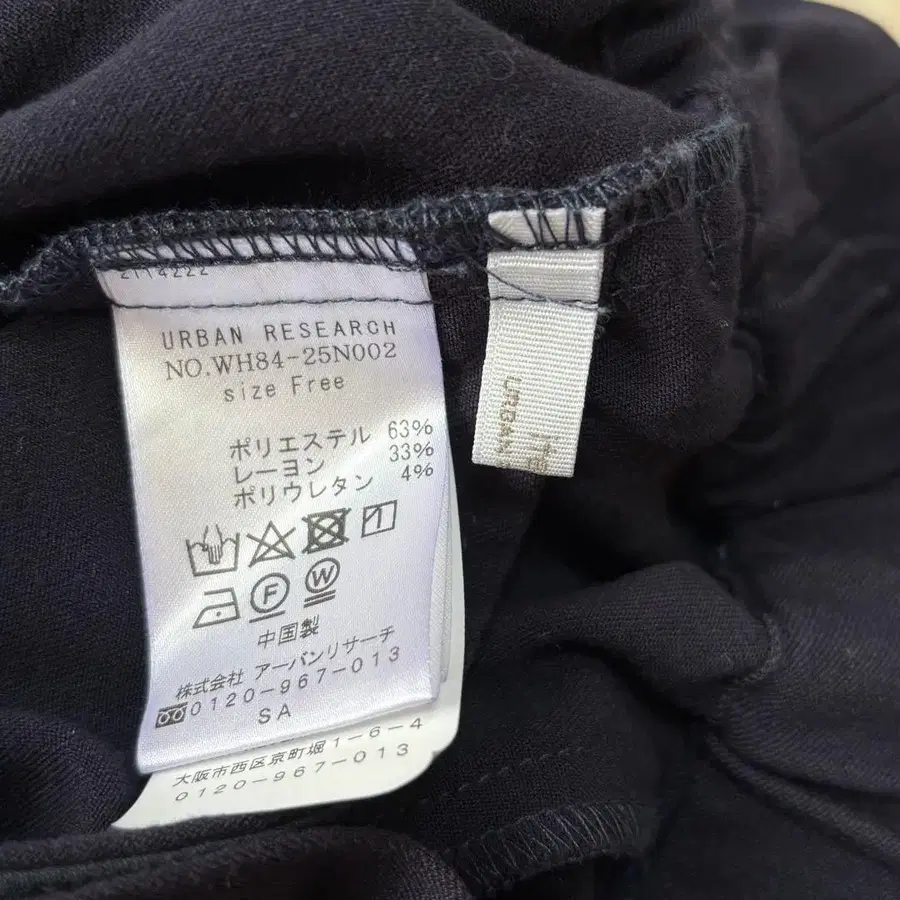 2114222
URBAN RESEARCH
NO.WH84-25N002
size Free
ポリエステル 63%
レーヨン 33%
ポリウレタン 4%
F W
中国製
株式会社 アーバンリサーチ
0120-967-013
SA
大阪市西区京町堀1-6-4
0120-967-013
URBAN